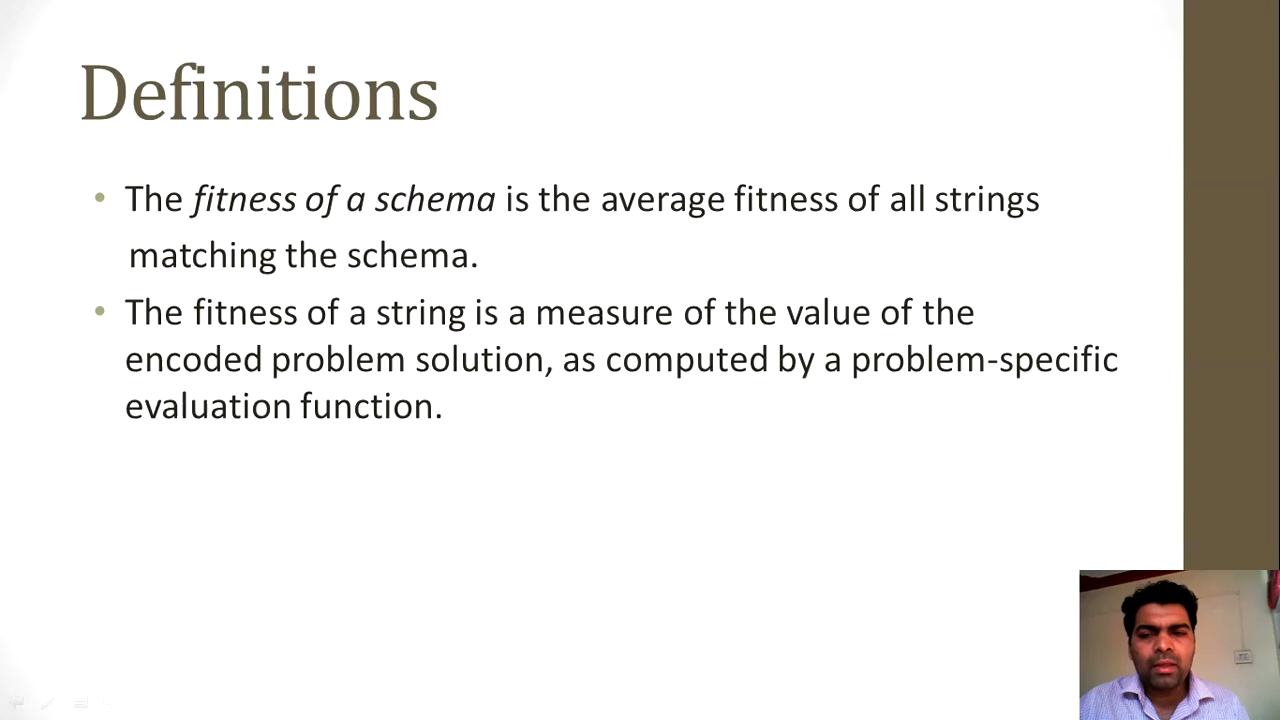 Definitions
• The fitness of a schema is the average fitness of all strings
matching the schema.
• The fitness of a string is a measure of the value of the
encoded problem solution, as computed by a problem-specific
evaluation function.